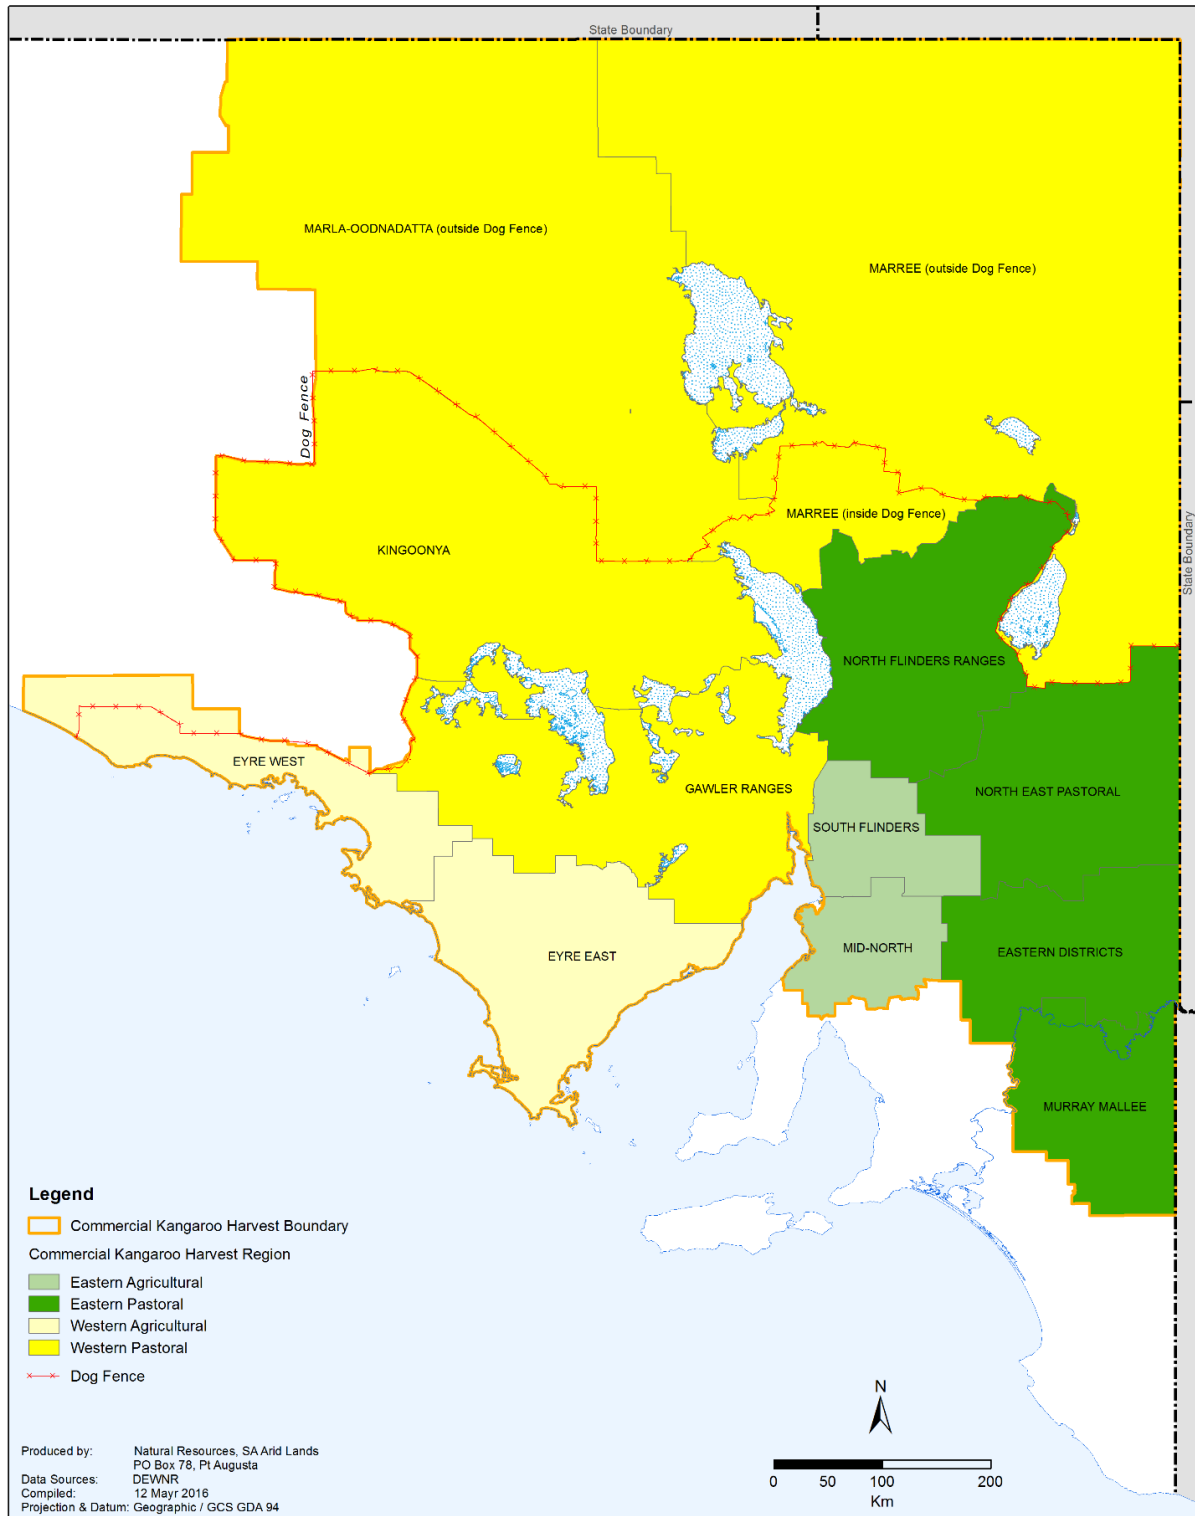 State Boundary
MARLA-OODNADATTA (outside Dog Fence)
MARREE (outside Dog Fence)
Dog Fence
MARREE (inside Dog Fence)
State Boundary
KINGOONYA
NORTH FLINDERS RANGES
EYRE WEST
GAWLER RANGES
NORTH EAST PASTORAL
SOUTH FLINDERS
EYRE EAST
MID-NORTH
EASTERN DISTRICTS
MURRAY MALLEE
Legend
Commercial Kangaroo Harvest Boundary
Commercial Kangaroo Harvest Region
Eastern Agricultural
Eastern Pastoral
Western Agricultural
Western Pastoral
Dog Fence
N
0 50 100 200
Km
Produced by: Natural Resources, SA Arid Lands
PO Box 78, Pt Augusta
Data Sources: DEWNR
Compiled: 12 Mayr 2016
Projection & Datum: Geographic / GCS GDA 94